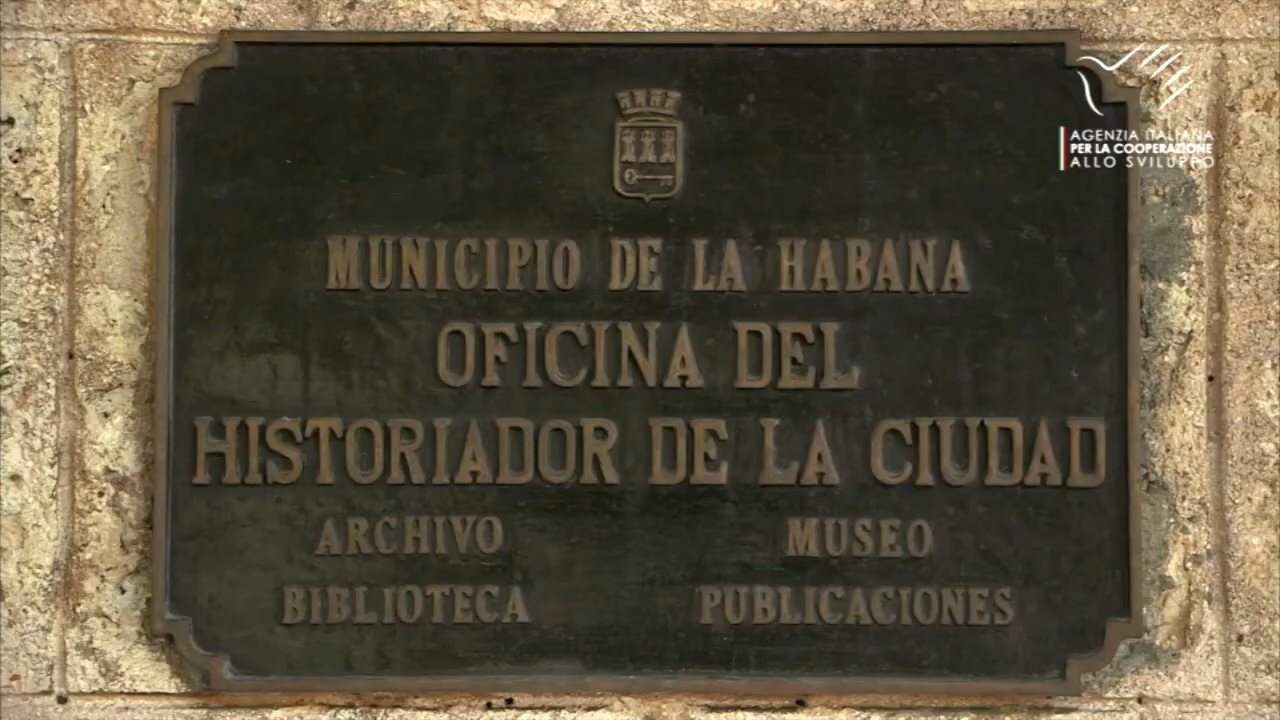 AGENZIA ITALIANA
PER LA COOPERAZIONE
ALLO SVILUPPO
MUNICIPIO DE LA HABANA
OFICINA DEL
HISTORIADOR DE LA CIUDAD
ARCHIVO MUSEO
BIBLIOTECA PUBLICACIONES